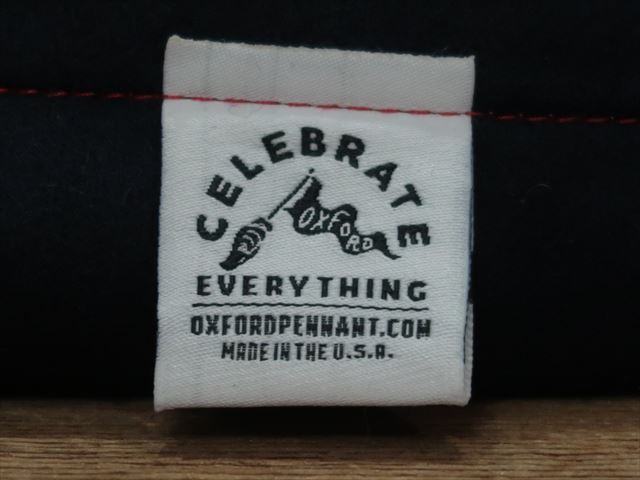 CELEBRATE
OXFORD
EVERYTHING
OXFORDPENNANT.COM
MADE IN THE U.S.A.